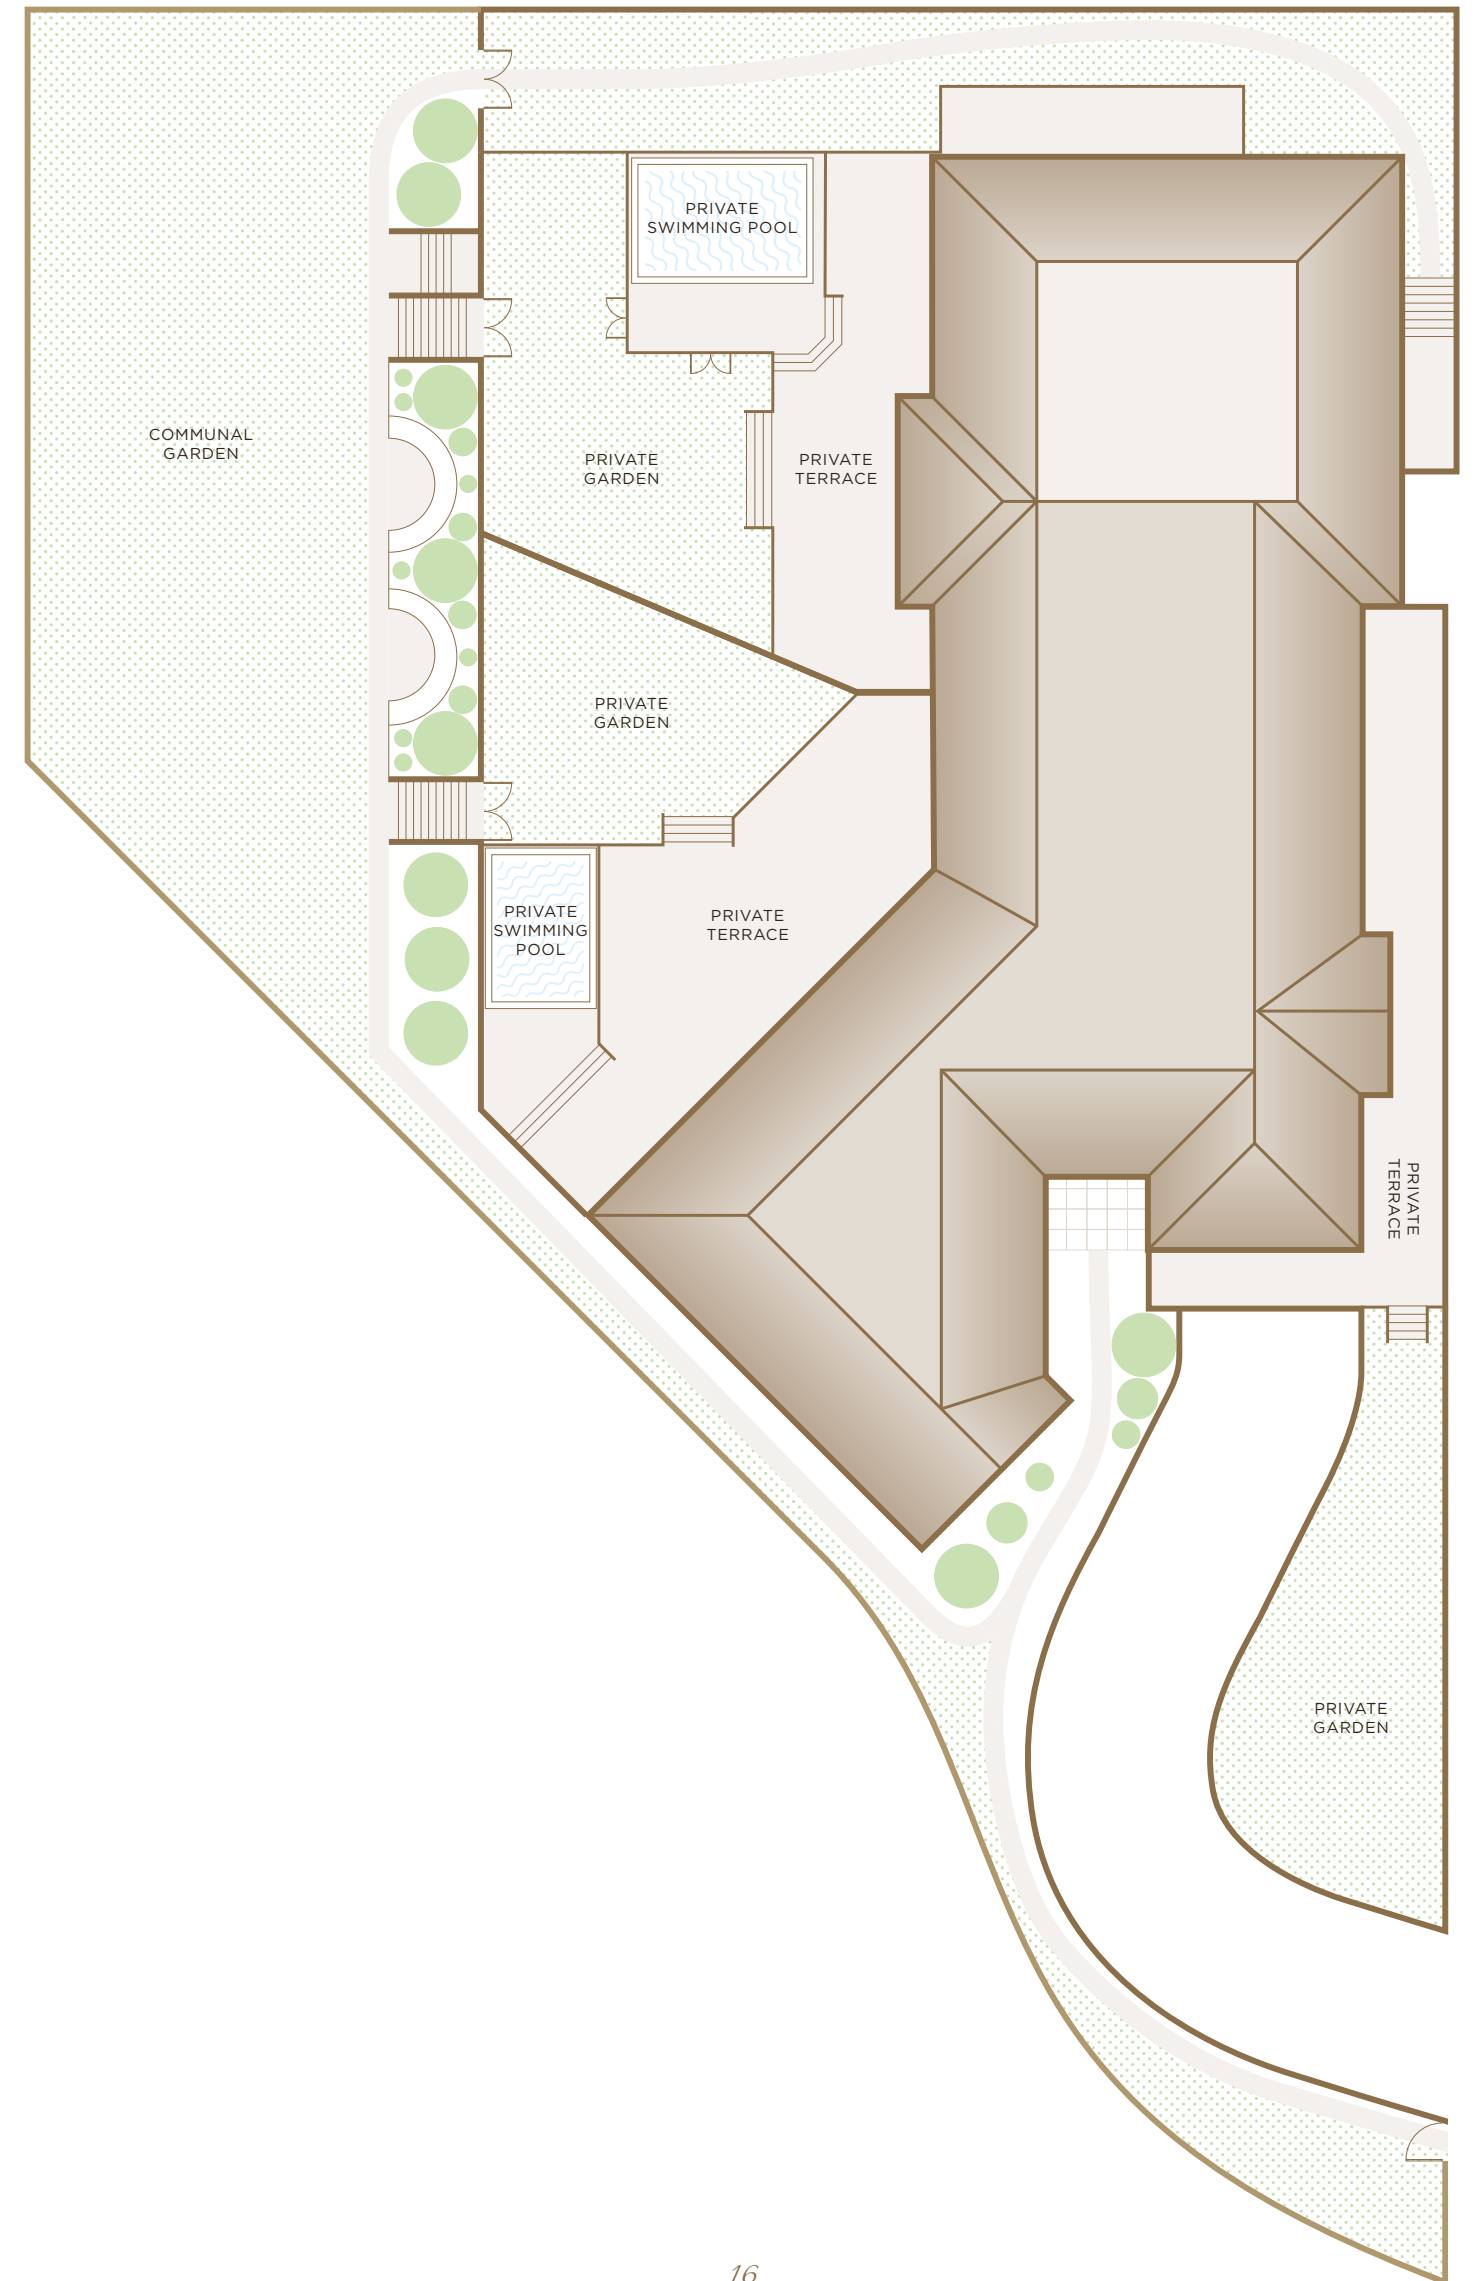 PRIVATE
SWIMMING POOL
COMMUNAL
GARDEN
PRIVATE
GARDEN
PRIVATE
TERRACE
PRIVATE
GARDEN
PRIVATE
SWIMMING
POOL
PRIVATE
TERRACE
PRIVATE
TERRACE
PRIVATE
GARDEN
16